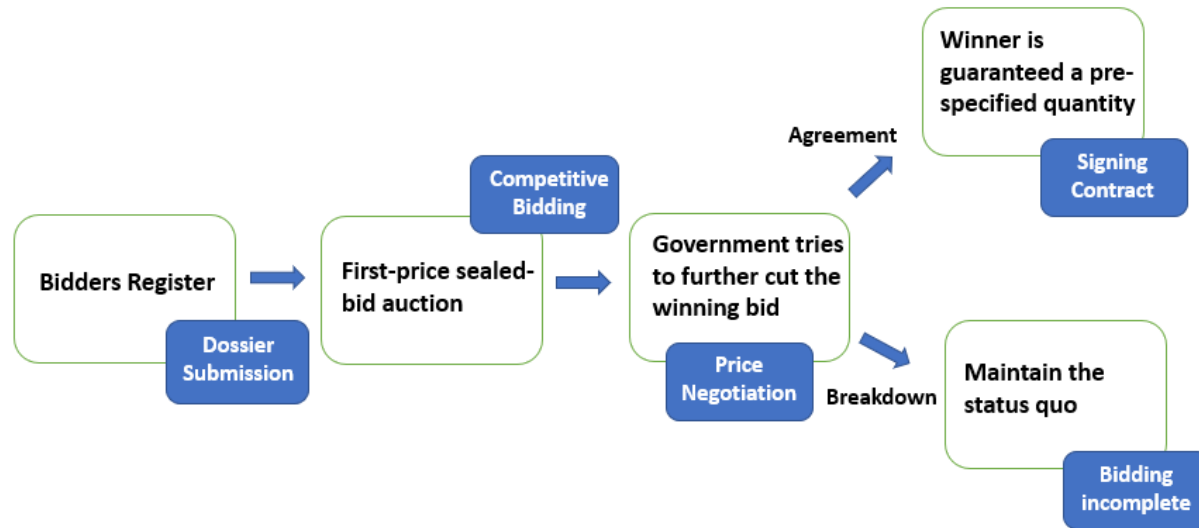 Bidders Register
Dossier
Submission
First-price sealed-
bid auction
Competitive
Bidding
Government tries
to further cut the
winning bid
Price
Negotiation
Agreement
Winner is
guaranteed a pre-
specified quantity
Signing
Contract
Breakdown
Maintain the
status quo
Bidding
incomplete